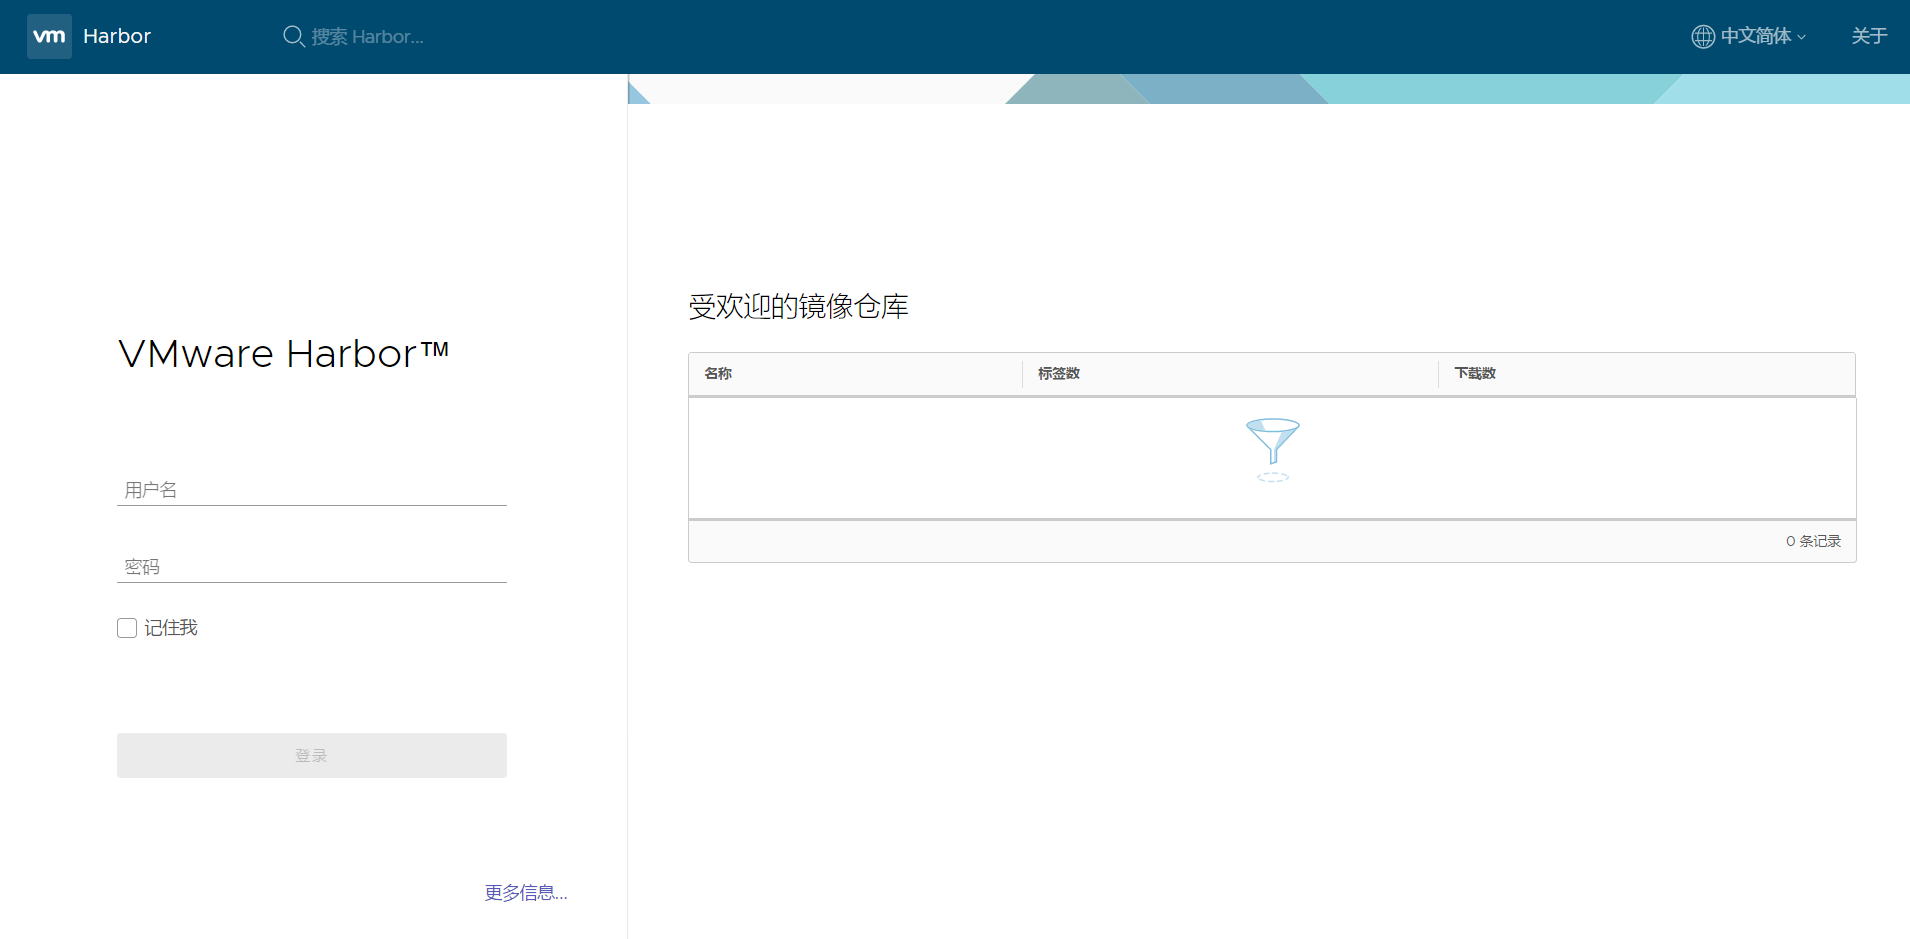 vm Harbor
搜索 Harbor...
中文简体
关于
VMware Harbor™
用户名
密码
记住我
登录
更多信息...
受欢迎的镜像仓库
名称 标签数 下载数
0 条记录